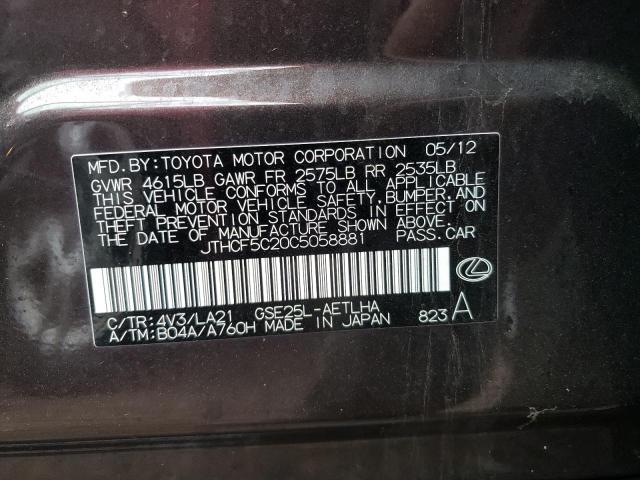 MFD.BY:TOYOTA MOTOR CORPORATION 05/12
GVWR 4615LB GAWR FR 2575LB RR 2535LB
THIS VEHICLE CONFORMS TO ALL APPLICABLE
FEDERAL MOTOR VEHICLE SAFETY,BUMPER,AND
THEFT PREVENTION STANDARDS IN EFFECT ON
THE DATE OF MANUFACTURE SHOWN ABOVE.
JTHCF5C20C5058881 PASS.CAR
C/TR:4V3/LA21 GSE25L-AETLHA
A/TM:B04A/A760H MADE IN JAPAN 823 A